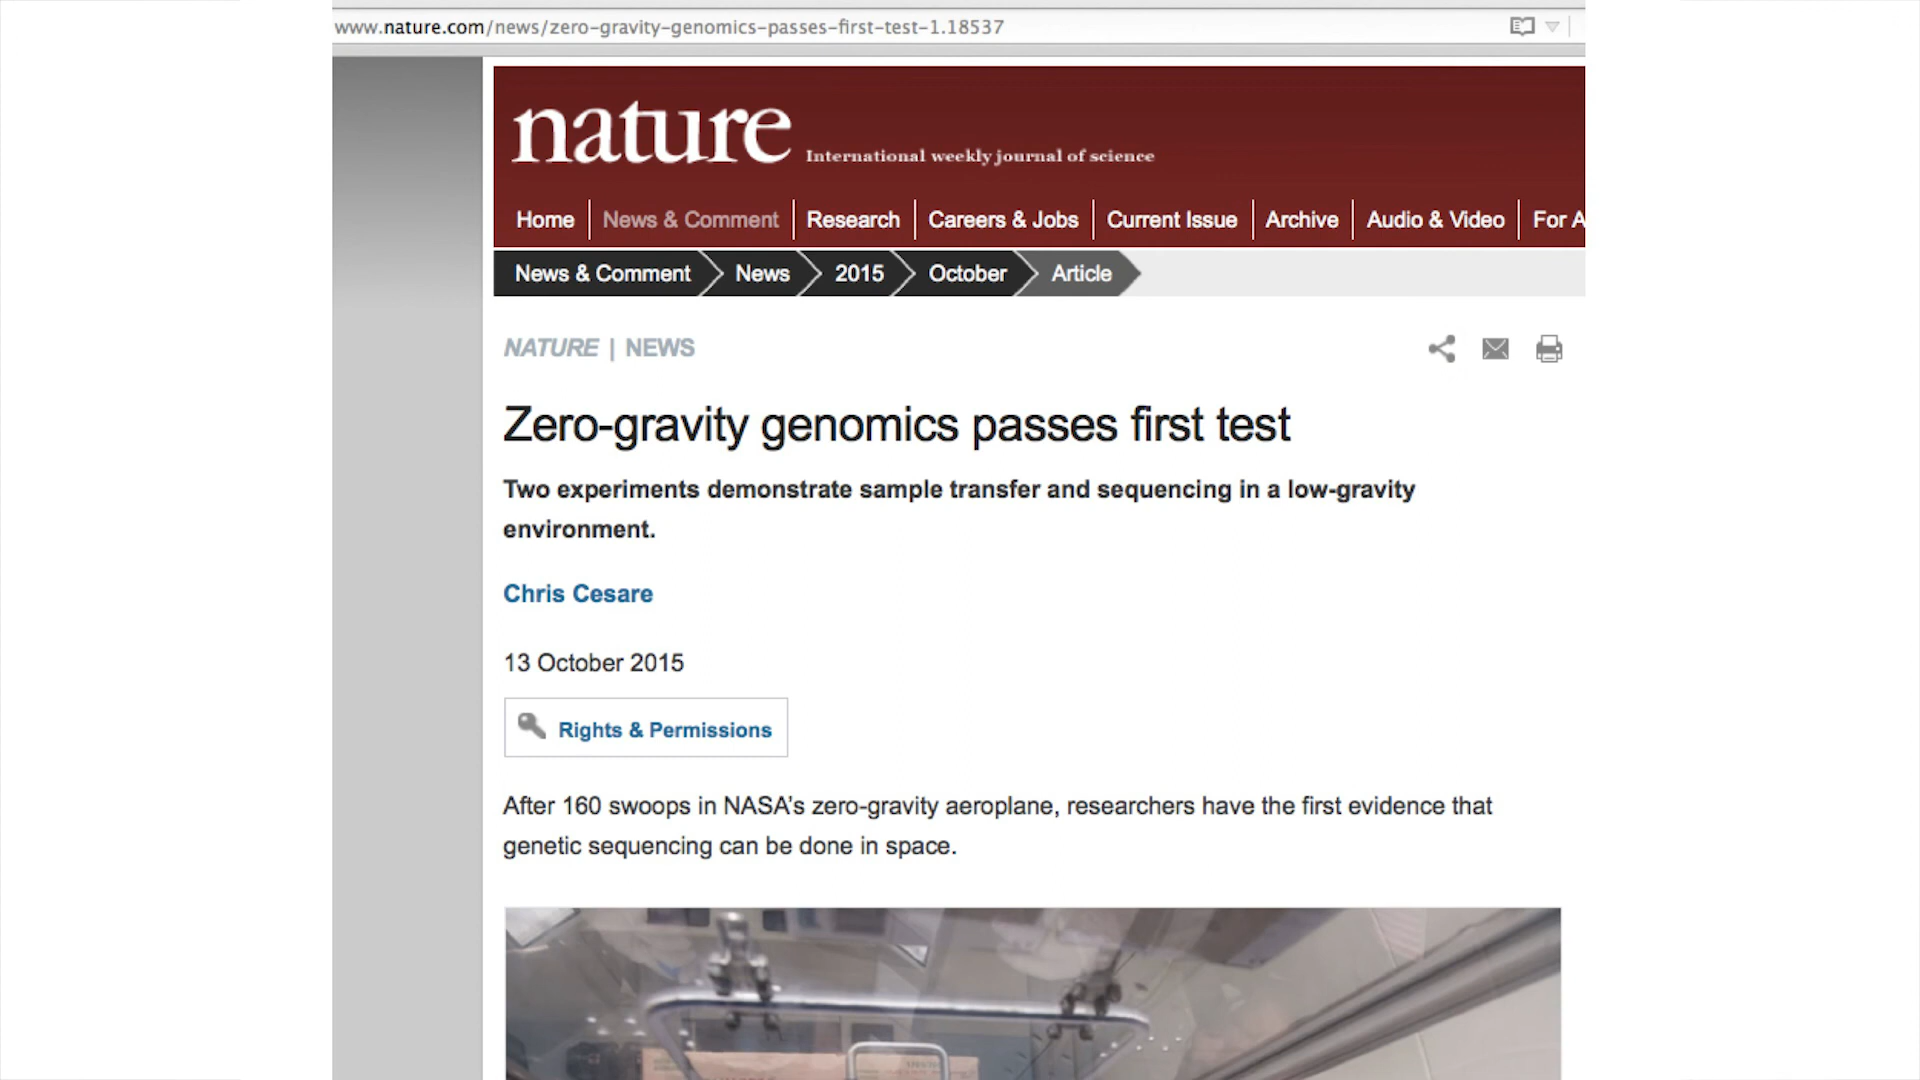 www.nature.com/news/zero-gravity-genomics-passes-first-test-1.18537
nature International weekly journal of science
Home News & Comment Research Careers & Jobs Current Issue Archive Audio & Video For A
News & Comment News 2015 October Article
NATURE | NEWS
Zero-gravity genomics passes first test
Two experiments demonstrate sample transfer and sequencing in a low-gravity
environment.
Chris Cesare
13 October 2015
Rights & Permissions
After 160 swoops in NASA's zero-gravity aeroplane, researchers have the first evidence that
genetic sequencing can be done in space.